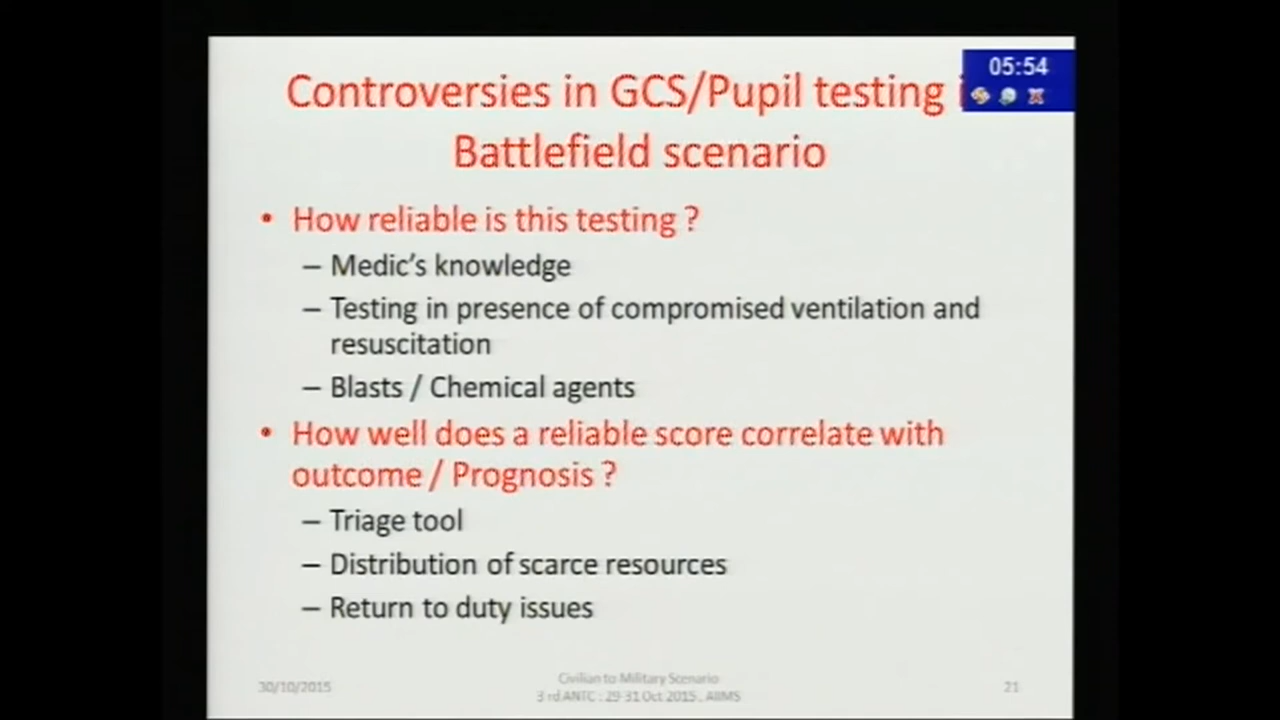 Controversies in GCS/Pupil testing
05:54
Battlefield scenario
• How reliable is this testing ?
– Medic's knowledge
– Testing in presence of compromised ventilation and
resuscitation
– Blasts / Chemical agents
• How well does a reliable score correlate with
outcome / Prognosis ?
– Triage tool
– Distribution of scarce resources
– Return to duty issues
30/10/2015
Civilian to Military Scenario
3 rd ANTC : 29-31 Oct 2015., AIIMS
21